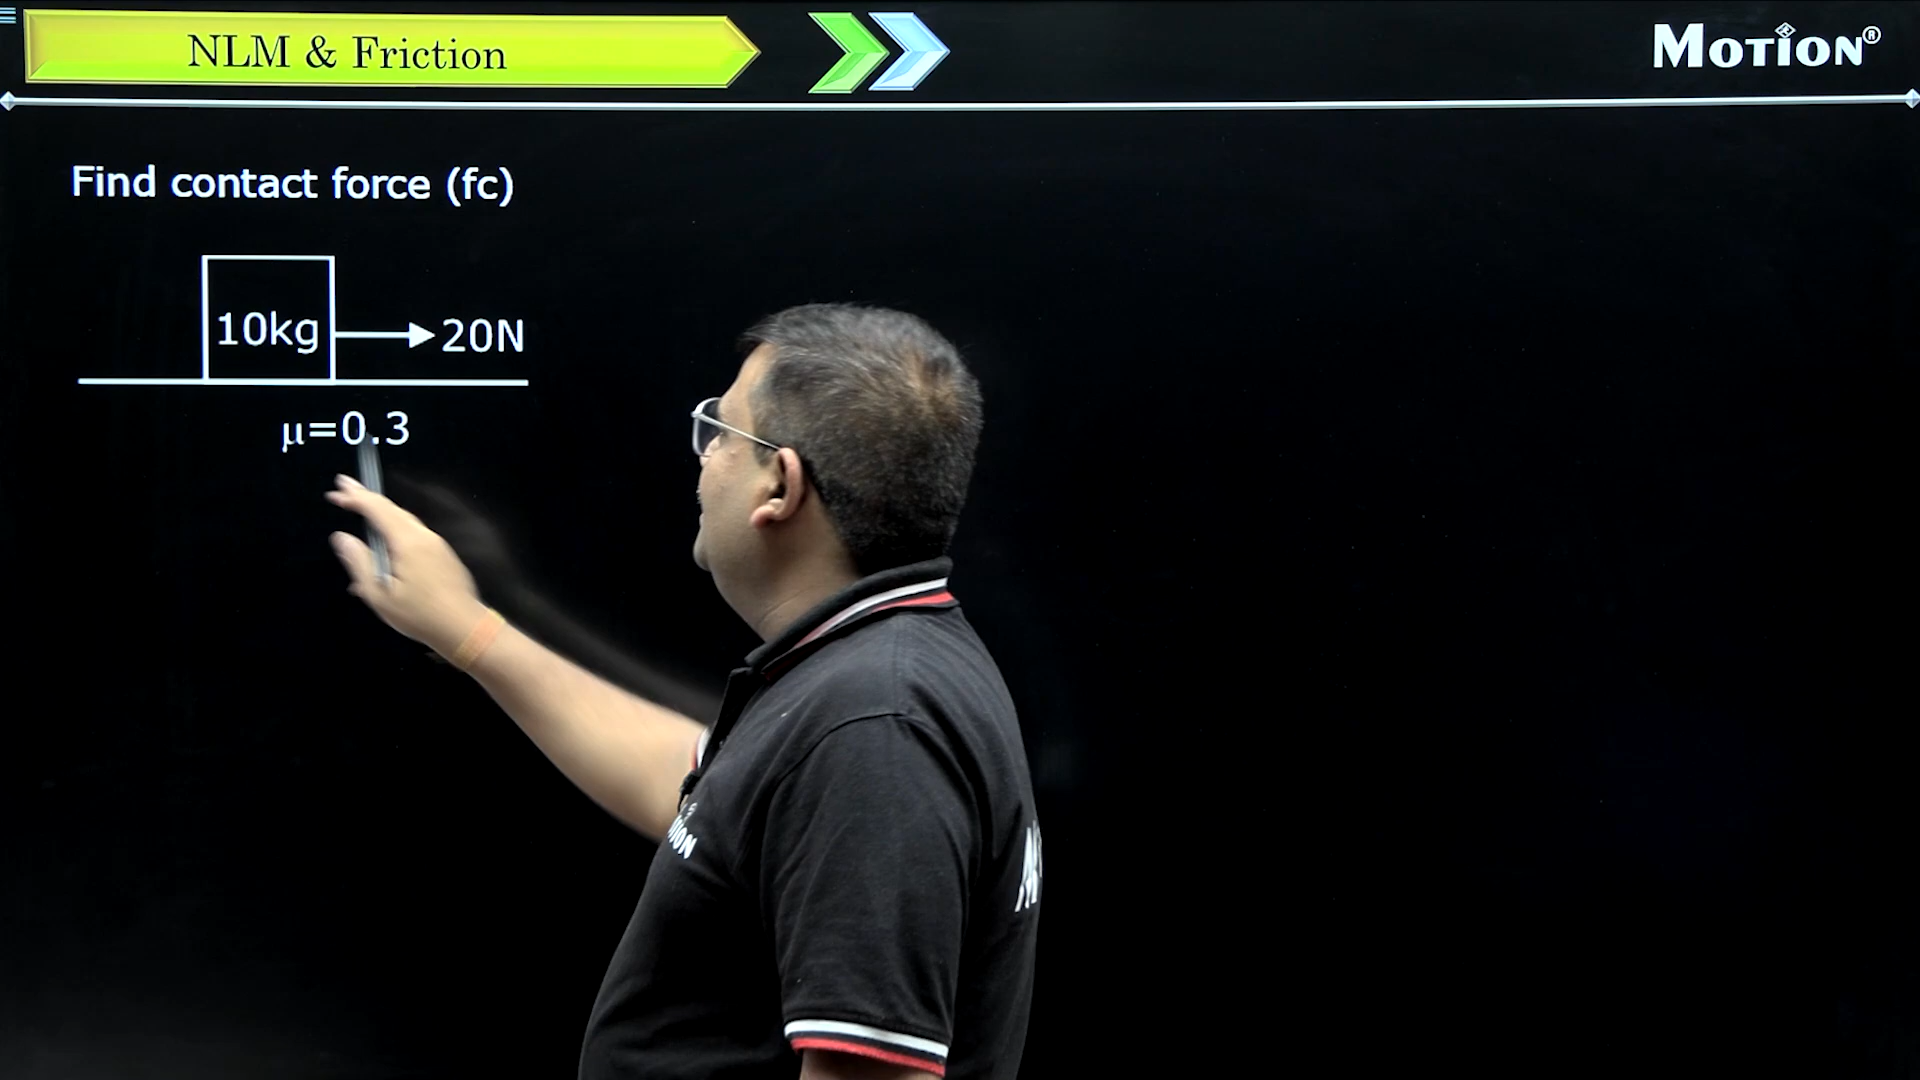 NLM & Friction
MOTION®
Find contact force (fc)
10kg
20N
μ=0.3